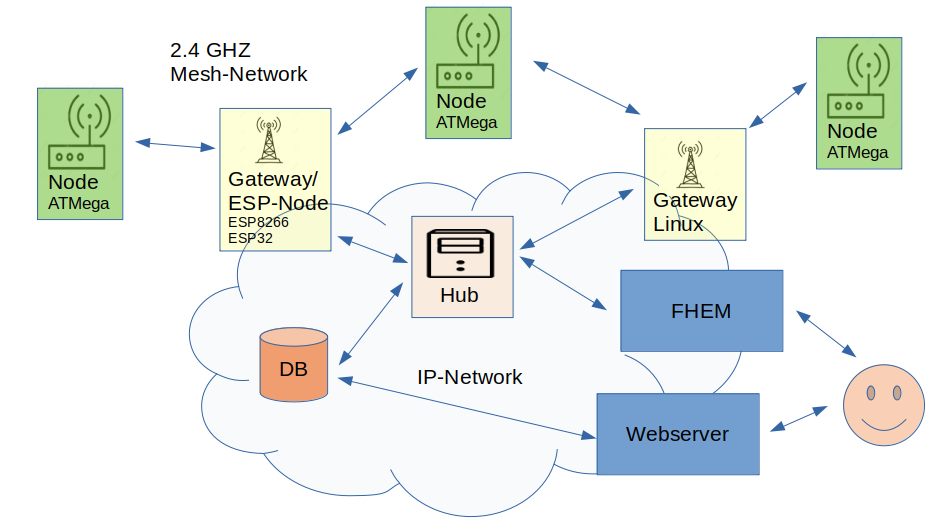 2.4 GHZ
Mesh-Network
Node
ATMega
Node
ATMega
Node
ATMega
Gateway/
ESP-Node
ESP8266
ESP32
Gateway
Linux
Hub
FHEM
DB
IP-Network
Webserver